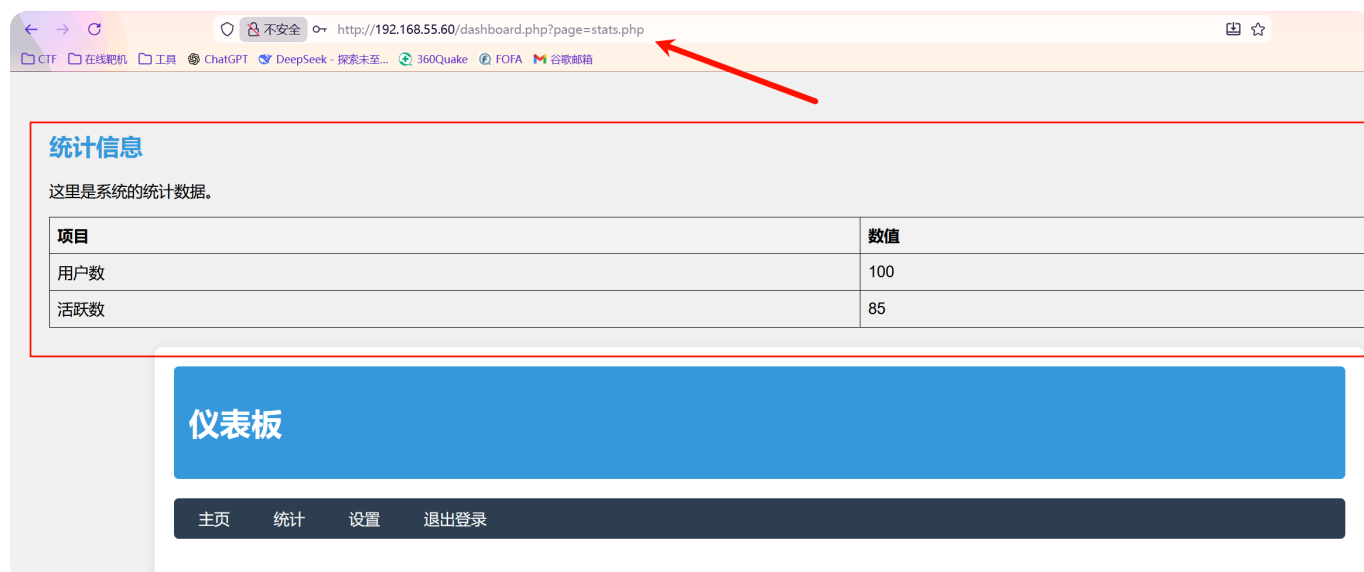 不安全 http://192.168.55.60/dashboard.php?page=stats.php
CTF 在线靶机 工具 ChatGPT DeepSeek - 探索未至... 360Quake FOFA 谷歌邮箱
统计信息
这里是系统的统计数据。
项目 数值
用户数 100
活跃数 85
仪表板
主页 统计 设置 退出登录